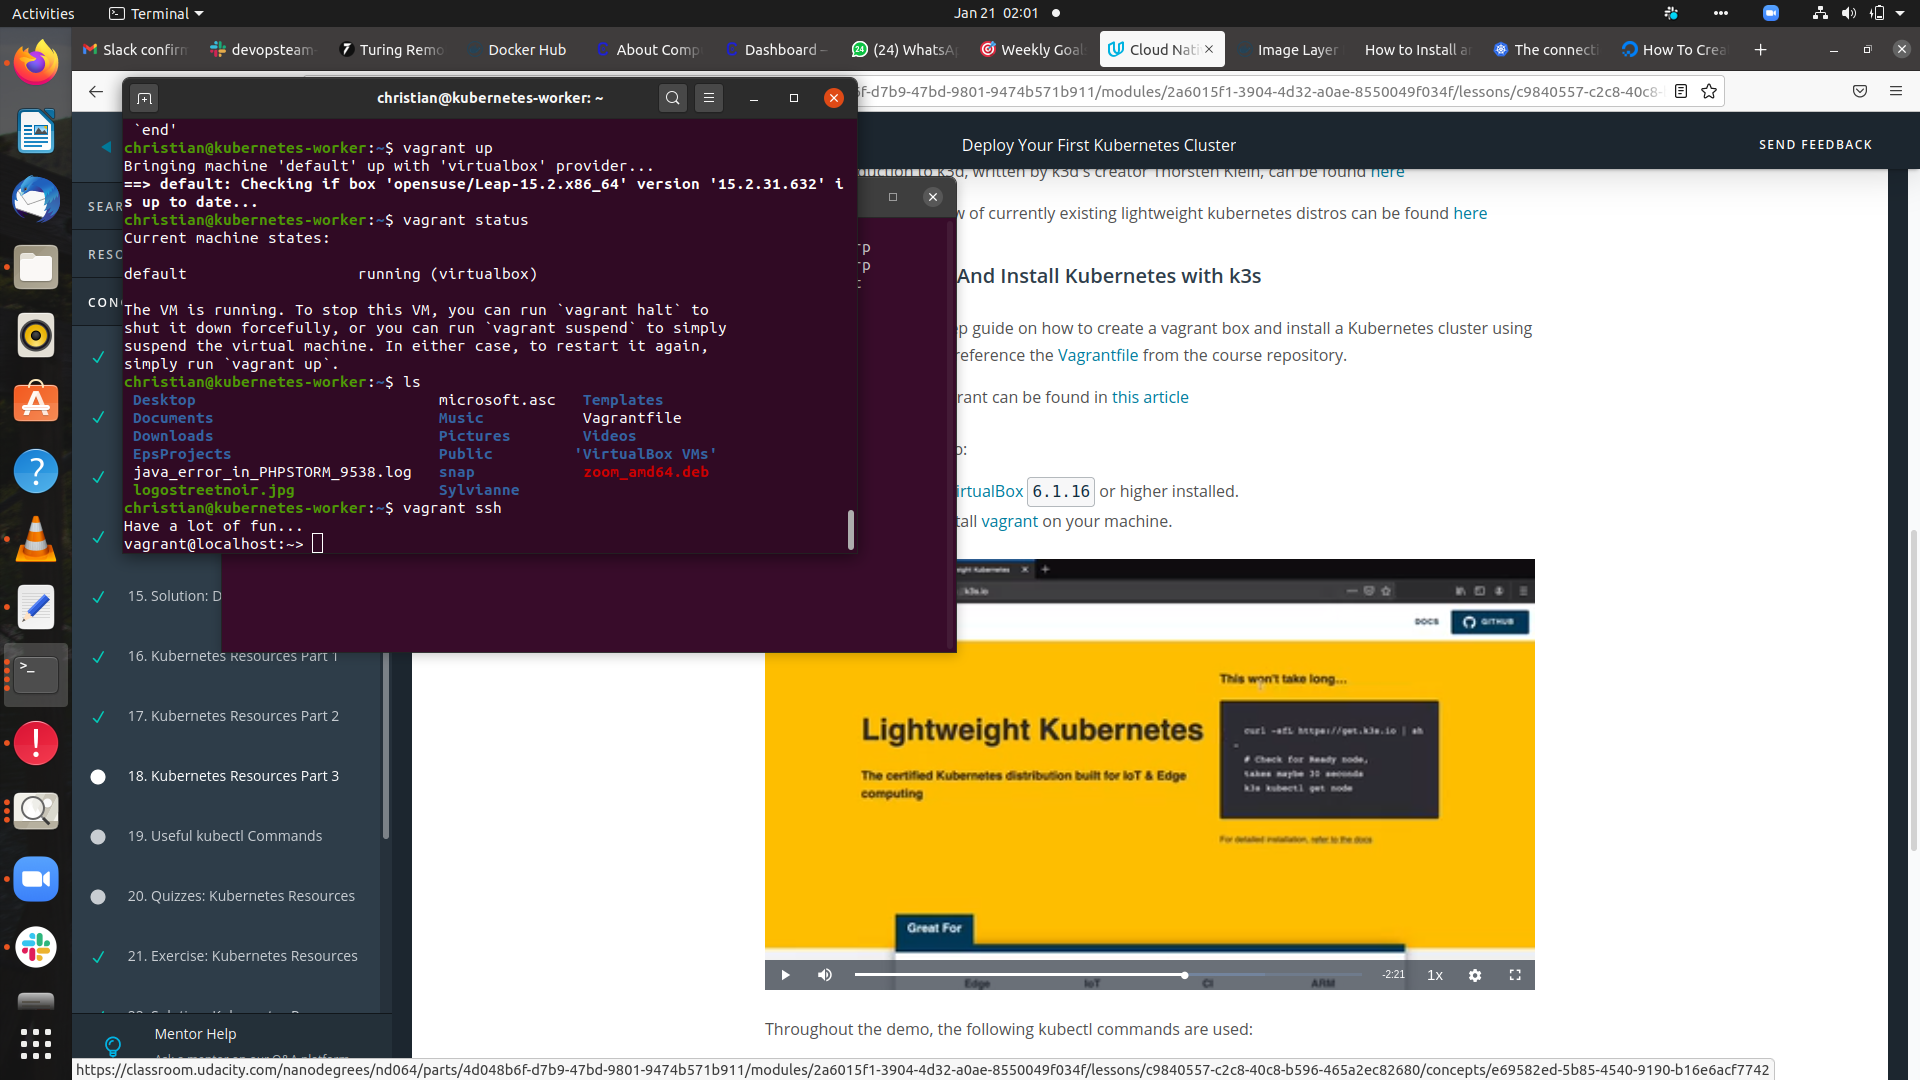 Activities
Terminal
Jan 21 02:01
Slack confirm
devopsteam-
Turing Remo
Docker Hub
About Comp
Dashboard –
(24) WhatsA
Weekly Goal
Cloud Nati
Image Layer
How to Install a
The connecti
How To Crea
6f-d7b9-47bd-9801-9474b571b911/modules/2a6015f1-3904-4d32-a0ae-8550049f034f/lessons/c9840557-c2c8-40c8-
christian@kubernetes-worker: ~
`end'
christian@kubernetes-worker:~$ vagrant up
Bringing machine 'default' up with 'virtualbox' provider...
==> default: Checking if box 'opensuse/Leap-15.2.x86_64' version '15.2.31.632' i
s up to date...
christian@kubernetes-worker:~$ vagrant status
Current machine states:
default running (virtualbox)
The VM is running. To stop this VM, you can run `vagrant halt` to
shut it down forcefully, or you can run `vagrant suspend` to simply
suspend the virtual machine. In either case, to restart it again,
simply run `vagrant up`.
christian@kubernetes-worker:~$ ls
Desktop microsoft.asc Templates
Documents Music Vagrantfile
Downloads Pictures Videos
EpsProjects Public 'VirtualBox VMs'
java_error_in_PHPSTORM_9538.log snap zoom_amd64.deb
logostreetnoir.jpg Sylvianne
christian@kubernetes-worker:~$ vagrant ssh
Have a lot of fun...
vagrant@localhost:~>
rp
rp
t
SEAR
RESO
CON
15. Solution: D
16. Kubernetes Resources Part 1
17. Kubernetes Resources Part 2
18. Kubernetes Resources Part 3
19. Useful kubectl Commands
20. Quizzes: Kubernetes Resources
21. Exercise: Kubernetes Resources
Mentor Help
Deploy Your First Kubernetes Cluster
SEND FEEDBACK
duction to k3d, written by k3d's creator Thorsten Klein, can be found here
w of currently existing lightweight kubernetes distros can be found here
And Install Kubernetes with k3s
ep guide on how to create a vagrant box and install a Kubernetes cluster using
reference the Vagrantfile from the course repository.
rant can be found in this article
o:
irtualBox 6.1.16 or higher installed.
tall vagrant on your machine.
eight Kubernetes
k3s.io
DOCS
GITHUB
This won't take long...
Lightweight Kubernetes
The certified Kubernetes distribution built for IoT & Edge
computing
curl -sfL https://get.k3s.io | sh
-
# Check for Ready node,
takes maybe 30 seconds
k3s kubectl get node
For detailed installation, refer to the docs
Great For
Edge IoT CI ARM
-2:21
1x
Throughout the demo, the following kubectl commands are used:
https://classroom.udacity.com/nanodegrees/nd064/parts/4d048b6f-d7b9-47bd-9801-9474b571b911/modules/2a6015f1-3904-4d32-a0ae-8550049f034f/lessons/c9840557-c2c8-40c8-b596-465a2ec82680/concepts/e69582ed-5b85-4540-9190-b16e6acf7742